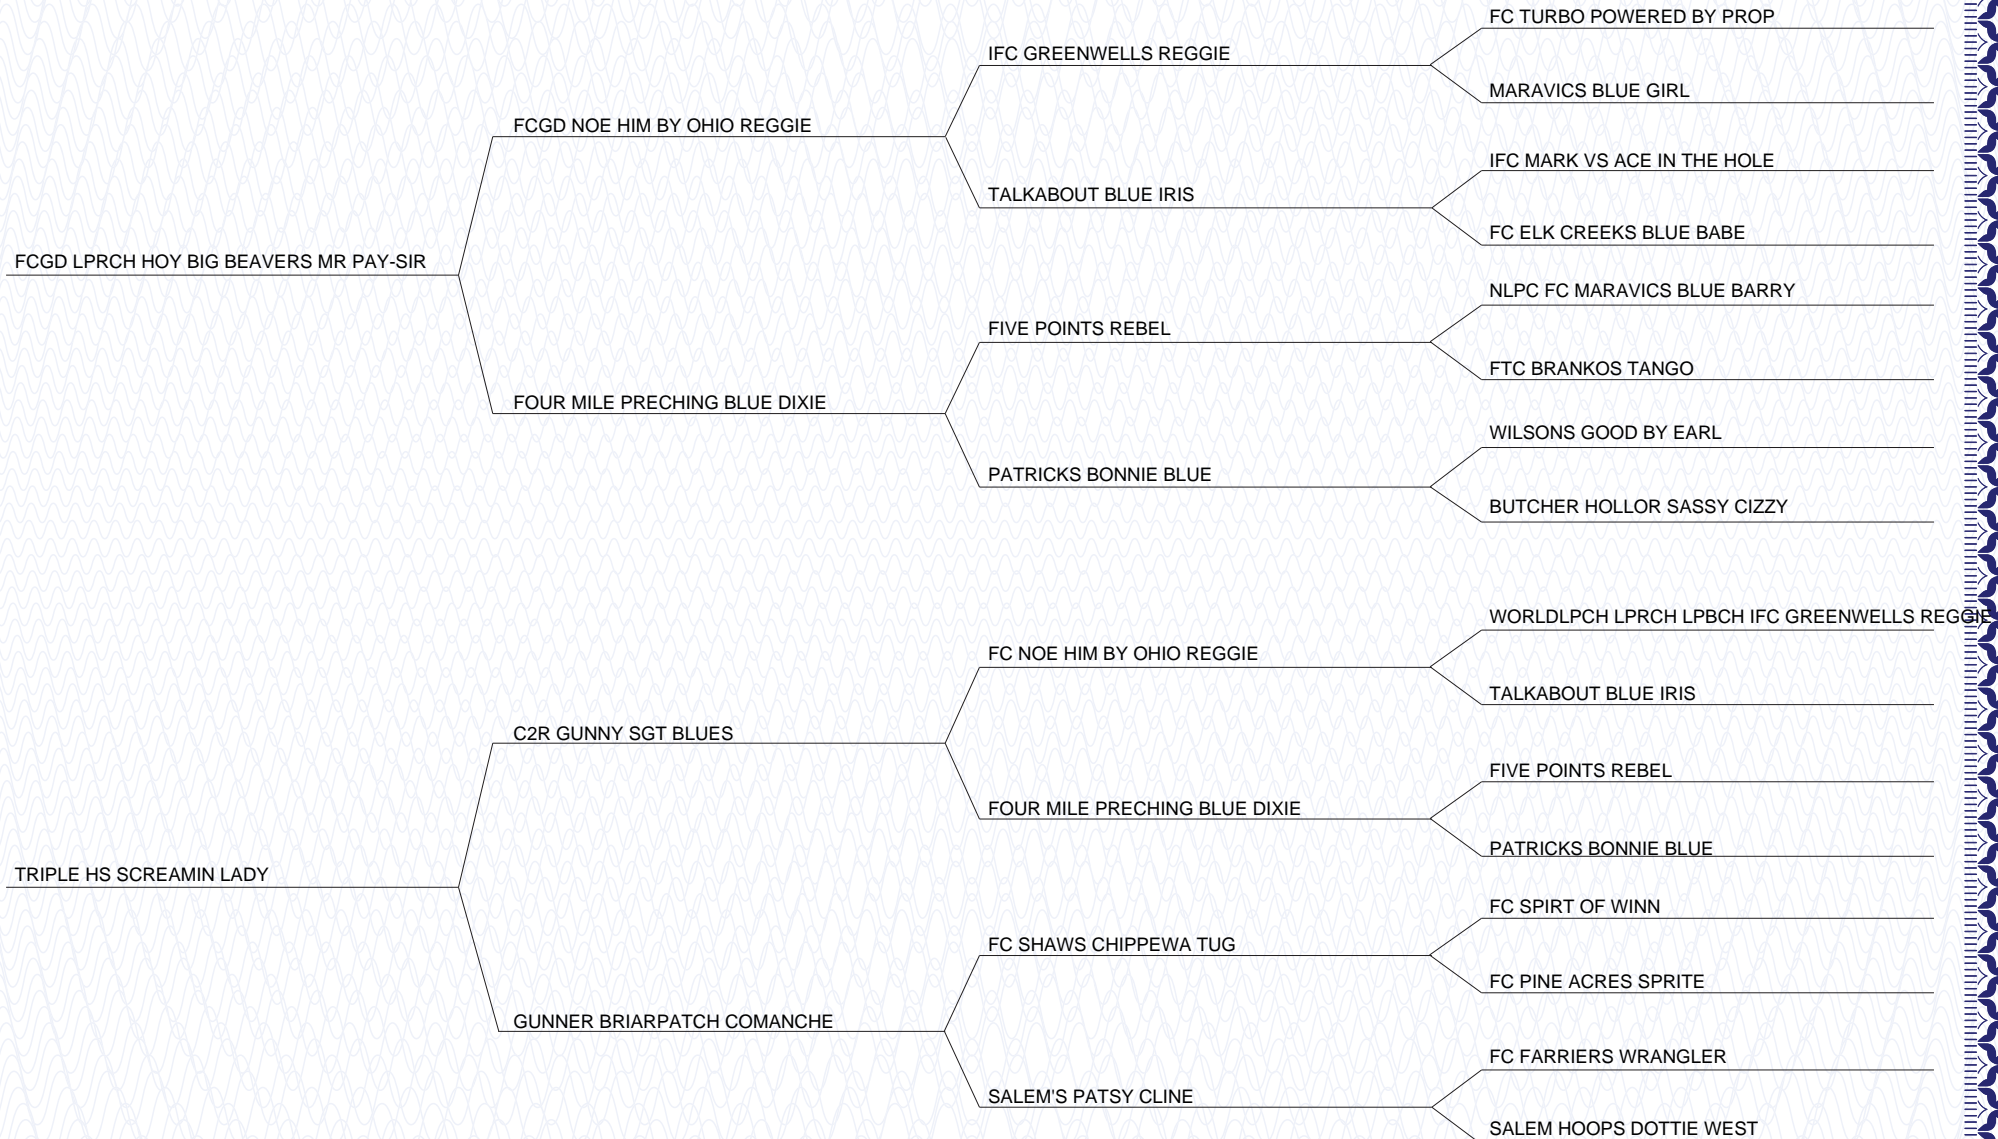 FC TURBO POWERED BY PROP
IFC GREENWELLS REGGIE
MARAVICS BLUE GIRL
FCGD NOE HIM BY OHIO REGGIE
IFC MARK VS ACE IN THE HOLE
TALKABOUT BLUE IRIS
FC ELK CREEKS BLUE BABE
FCGD LPRCH HOY BIG BEAVERS MR PAY-SIR
NLPC FC MARAVICS BLUE BARRY
FIVE POINTS REBEL
FTC BRANKOS TANGO
FOUR MILE PRECHING BLUE DIXIE
WILSONS GOOD BY EARL
PATRICKS BONNIE BLUE
BUTCHER HOLLOR SASSY CIZZY
WORLDLPCH LPRCH LPBCH IFC GREENWELLS REGGIE
FC NOE HIM BY OHIO REGGIE
TALKABOUT BLUE IRIS
C2R GUNNY SGT BLUES
FIVE POINTS REBEL
FOUR MILE PRECHING BLUE DIXIE
PATRICKS BONNIE BLUE
TRIPLE HS SCREAMIN LADY
FC SPIRT OF WINN
FC SHAWS CHIPPEWA TUG
FC PINE ACRES SPRITE
GUNNER BRIARPATCH COMANCHE
FC FARRIERS WRANGLER
SALEM'S PATSY CLINE
SALEM HOOPS DOTTIE WEST